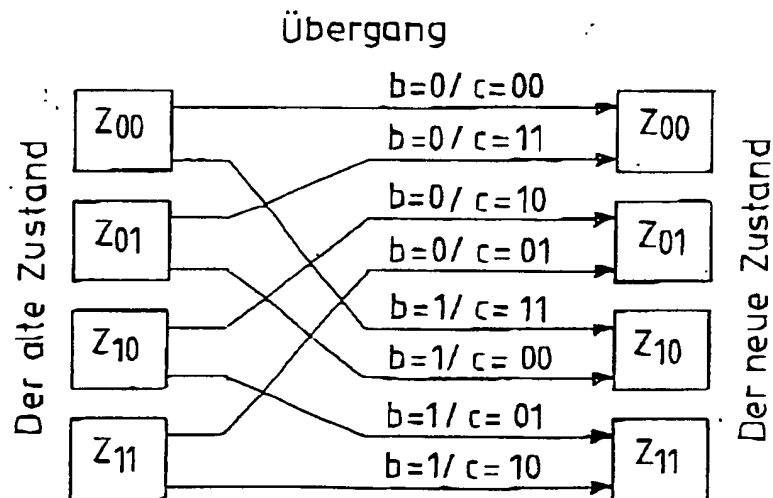 Übergang
Der alte Zustand
Z00
Z01
Z10
Z11
b=0/ c=00
b=0/ c=11
b=0/ c=10
b=0/ c=01
b=1/ c=11
b=1/ c=00
b=1/ c=01
b=1/ c=10
Z00
Z01
Z10
Z11
Der neue Zustand